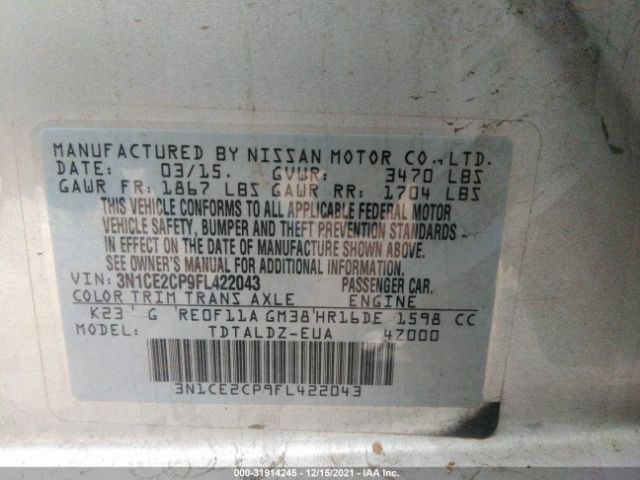 MANUFACTURED BY NISSAN MOTOR CO.,LTD.
DATE: 03/15. GVWR: 3470 LBS
GAWR FR: 1867 LBS GAWR RR: 1704 LBS
THIS VEHICLE CONFORMS TO ALL APPLICABLE FEDERAL MOTOR
VEHICLE SAFETY, BUMPER AND THEFT PREVENTION STANDARDS
IN EFFECT ON THE DATE OF MANUFACTURE SHOWN ABOVE.
SEE OWNER'S MANUAL FOR ADDITIONAL INFORMATION.
VIN: 3N1CE2CP9FL422043 PASSENGER CAR.
COLOR TRIM TRANS AXLE ENGINE
K23 G RE0F11A GM38 HR16DE 1598 CC
MODEL: TDTALDZ-EUA 47000
3N1CE2CP9FL422043
000-31914245 - 12/15/2021 - IAA Inc.